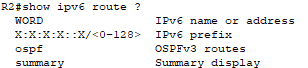 R2#show ipv6 route ?
WORD IPv6 name or address
X:X:X:X::X/<0-128> IPv6 prefix
ospf OSPFv3 routes
summary Summary display